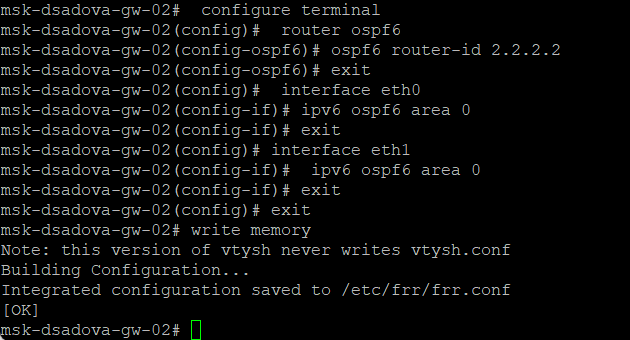 msk-dsadova-gw-02#  configure terminal
msk-dsadova-gw-02(config)#  router ospf6
msk-dsadova-gw-02(config-ospf6)# ospf6 router-id 2.2.2.2
msk-dsadova-gw-02(config-ospf6)# exit
msk-dsadova-gw-02(config)#  interface eth0
msk-dsadova-gw-02(config-if)# ipv6 ospf6 area 0
msk-dsadova-gw-02(config-if)# exit
msk-dsadova-gw-02(config)# interface eth1
msk-dsadova-gw-02(config-if)#  ipv6 ospf6 area 0
msk-dsadova-gw-02(config-if)# exit
msk-dsadova-gw-02(config)# exit
msk-dsadova-gw-02# write memory
Note: this version of vtysh never writes vtysh.conf
Building Configuration...
Integrated configuration saved to /etc/frr/frr.conf
[OK]
msk-dsadova-gw-02#